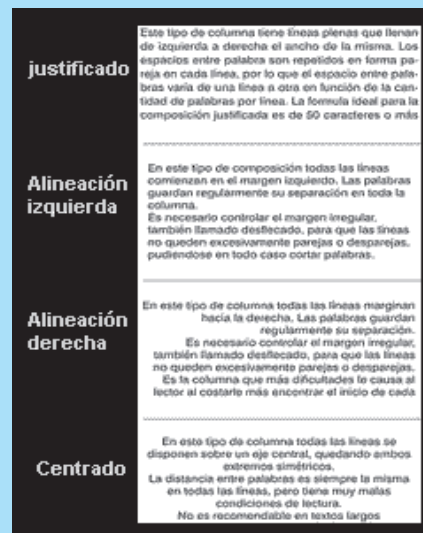 justificado
Este tipo de columna tiene líneas plenas que llenan
de izquierda a derecha el ancho de la misma. Los
espacios entre palabra son repetidos en forma pa-
reja en cada línea, por lo que el espacio entre pala-
bras varía de una línea a otra en función de la can-
tidad de palabras por línea. La formula ideal para la
composición justificada es de 50 caracteres o más
Alineación
izquierda
En este tipo de composición todas las líneas
comienzan en el margen izquierdo. Las palabras
guardan regularmente su separación en toda la
columna.
Es necesario controlar el margen irregular,
también llamado desflecado, para que las líneas
no queden excesivamente parejas o desparejas,
pudiendose en todo caso cortar palabras.
Alineación
derecha
En este tipo de columna todas las líneas marginan
hacia la derecha. Las palabras guardan
regularmente su separación.
Es necesario controlar el margen irregular,
también llamado desflecado, para que las líneas
no queden excesivamente parejas o desparejas.
Es la columna que más dificultades le causa al
lector al costarle más encontrar el inicio de cada
Centrado
En este tipo de columna todas las líneas se
disponen sobre un eje central, quedando ambos
extremos simétricos.
La distancia entre palabras es siempre la misma
en todas las líneas, pero tiene muy malas
condiciones de lectura.
No es recomendable en textos largos